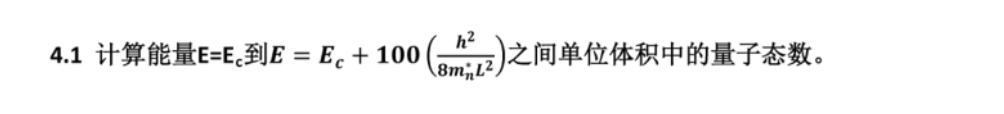 4.1 计算能量E=E_c到E = E_c + 100 (h²/8m_n^*L²)之间单位体积中的量子态数。